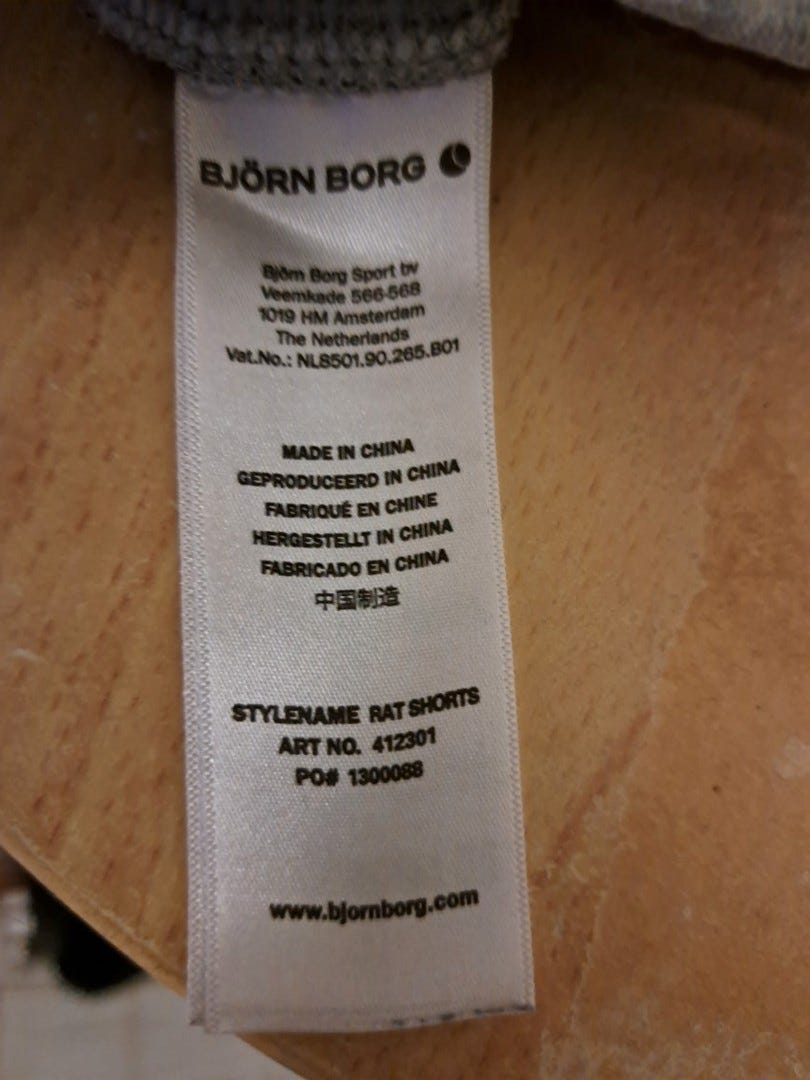 BJÖRN BORG
Björn Borg Sport bv
Veemkade 566-568
1019 HM Amsterdam
The Netherlands
Vat.No.: NL8501.90.265.B01
MADE IN CHINA
GEPRODUCEERD IN CHINA
FABRIQUÉ EN CHINE
HERGESTELLT IN CHINA
FABRICADO EN CHINA
中国制造
STYLENAME RAT SHORTS
ART NO. 412301
PO# 1300088
www.bjornborg.com